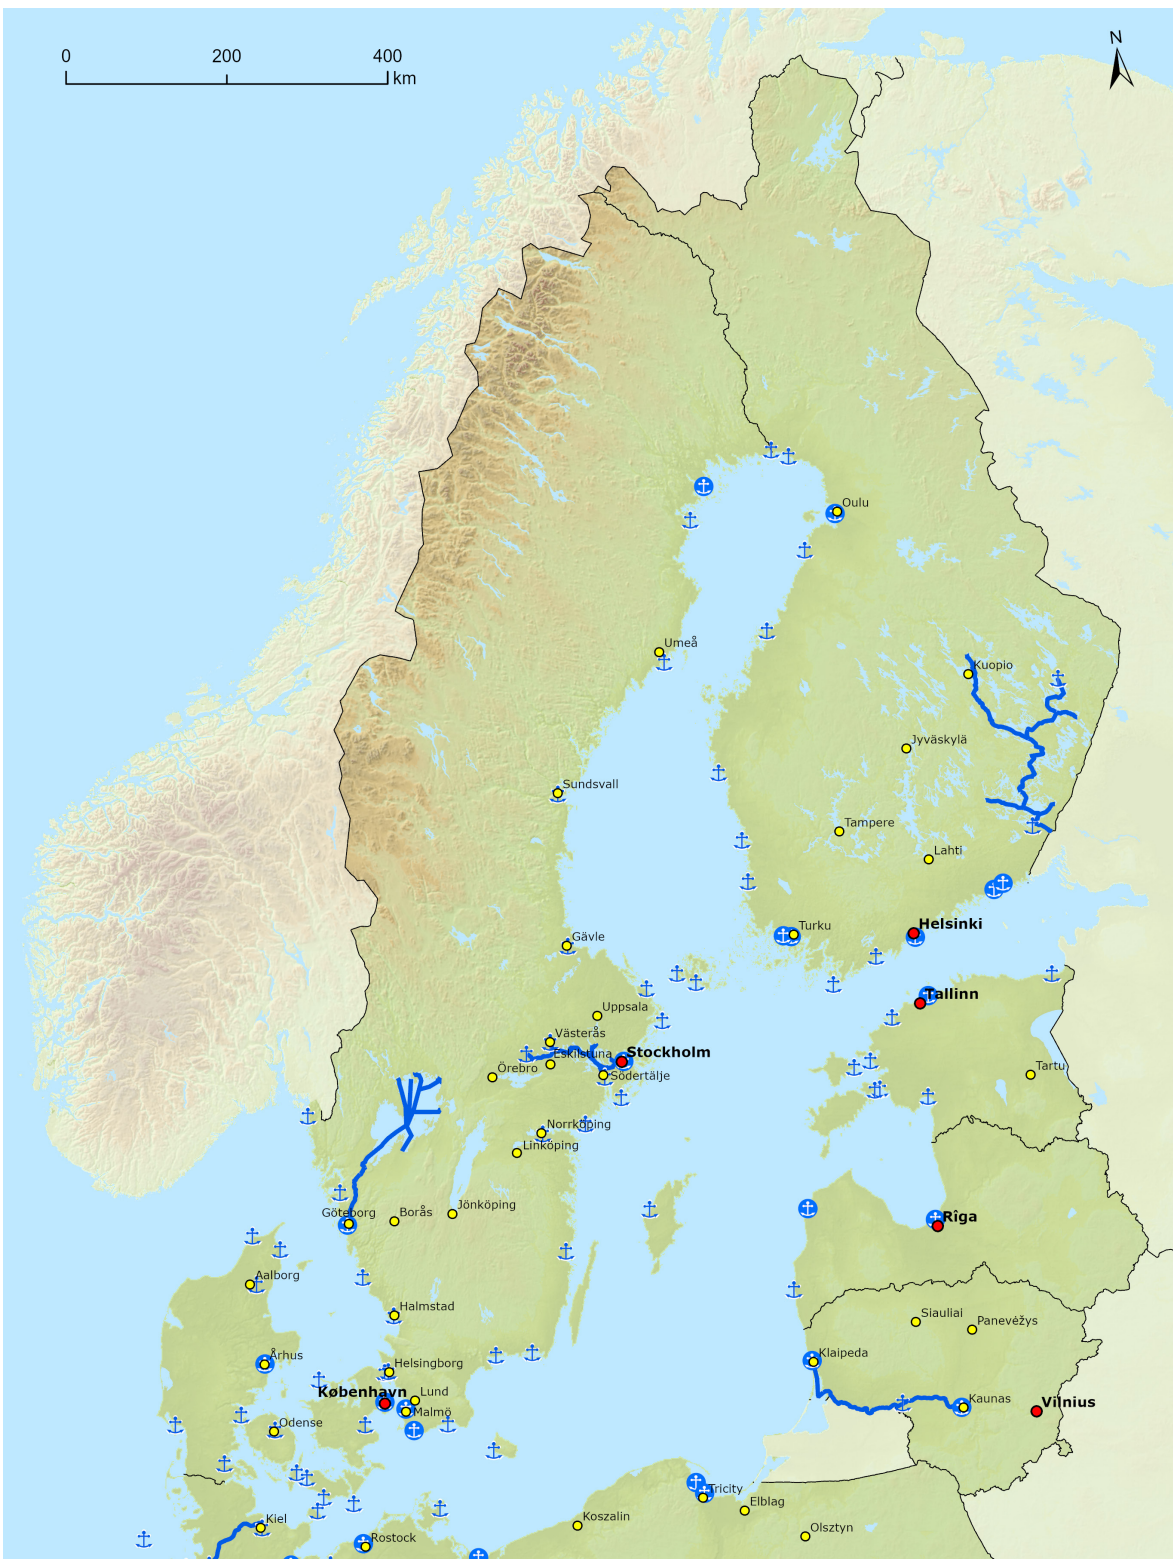 N
0 200 400
km
Oulu
Umeå
Kuopio
Jyväskylä
Sundsvall
Tampere
Lahti
Helsinki
Turku
Gävle
Tallinn
Uppsala
Västerås
Stockholm
Eskilstuna
Örebro
Södertälje
Tartu
Norrköping
Linköping
Jönköping
Göteborg
Borås
Rîga
Aalborg
Halmstad
Siauliai
Panevėžys
Klaipeda
Århus
Helsingborg
København
Lund
Malmö
Kaunas
Vilnius
Odense
Tricity
Elblag
Koszalin
Kiel
Olsztyn
Rostock